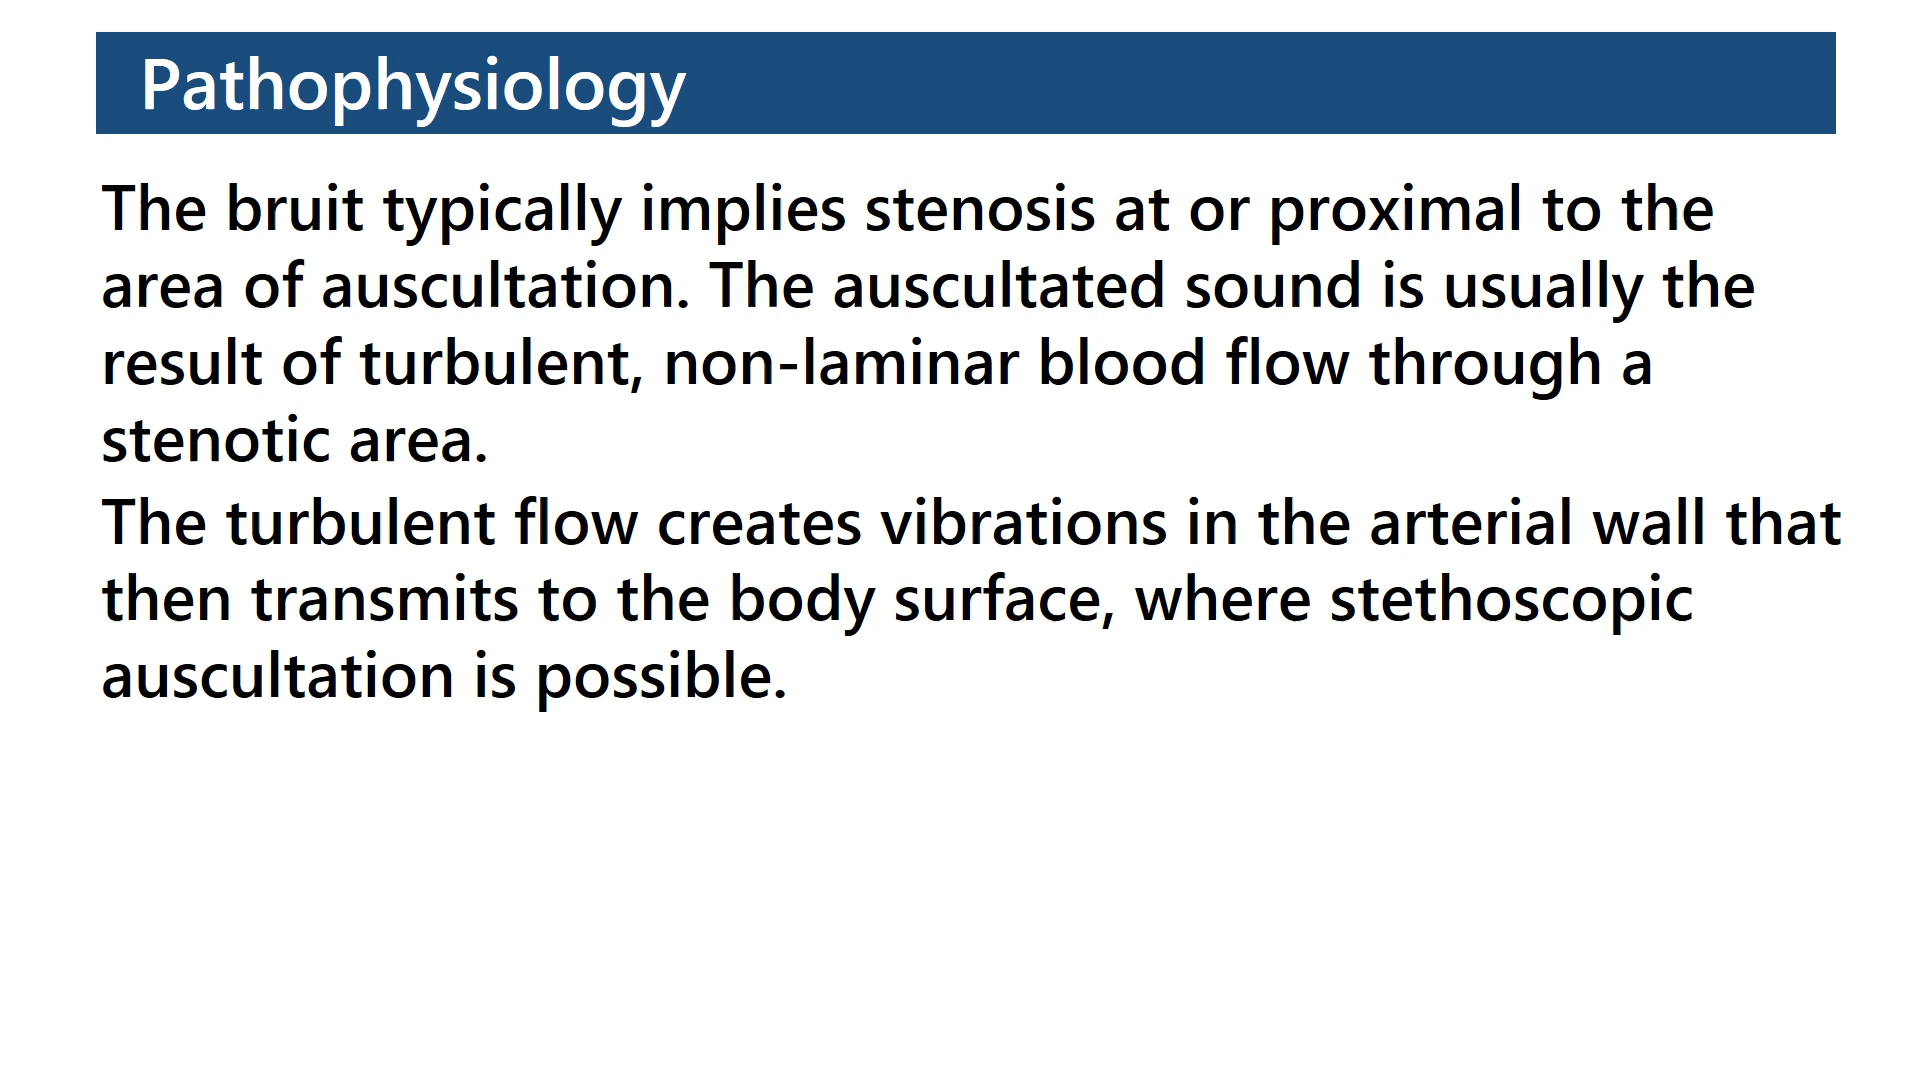 Pathophysiology
The bruit typically implies stenosis at or proximal to the
area of auscultation. The auscultated sound is usually the
result of turbulent, non-laminar blood flow through a
stenotic area.
The turbulent flow creates vibrations in the arterial wall that
then transmits to the body surface, where stethoscopic
auscultation is possible.